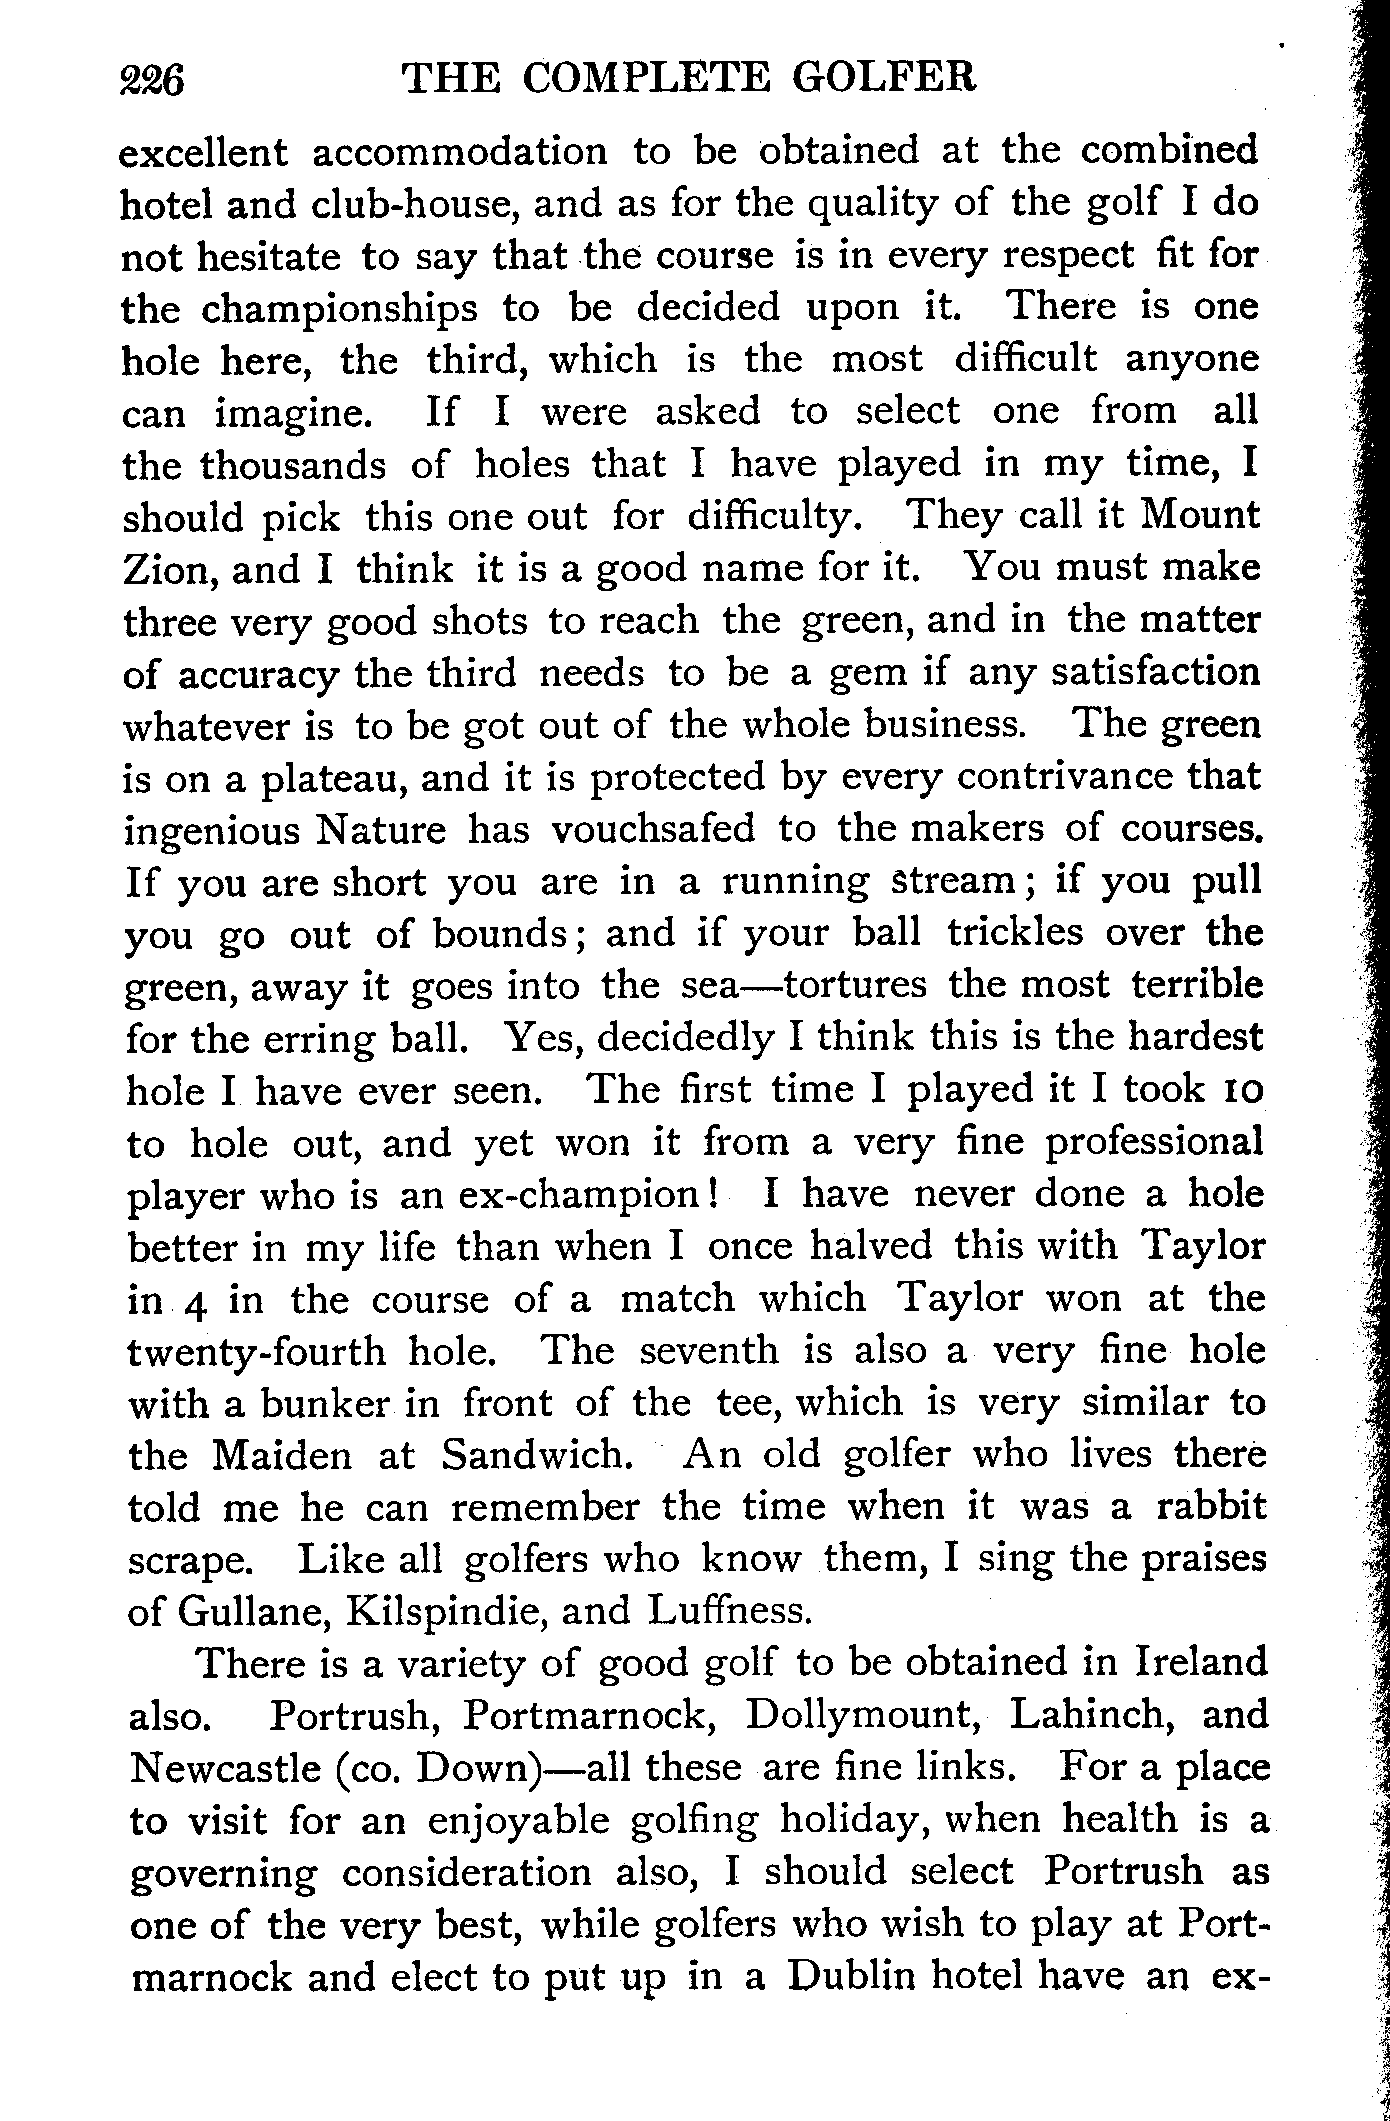 226 THE COMPLETE GOLFER
excellent accommodation to be obtained at the combined
hotel and club-house, and as for the quality of the golf I do
not hesitate to say that the course is in every respect fit for
the championships to be decided upon it. There is one
hole here, the third, which is the most difficult anyone
can imagine. If I were asked to select one from all
the thousands of holes that I have played in my time, I
should pick this one out for difficulty. They call it Mount
Zion, and I think it is a good name for it. You must make
three very good shots to reach the green, and in the matter
of accuracy the third needs to be a gem if any satisfaction
whatever is to be got out of the whole business. The green
is on a plateau, and it is protected by every contrivance that
ingenious Nature has vouchsafed to the makers of courses.
If you are short you are in a running stream; if you pull
you go out of bounds; and if your ball trickles over the
green, away it goes into the sea—tortures the most terrible
for the erring ball. Yes, decidedly I think this is the hardest
hole I have ever seen. The first time I played it I took 10
to hole out, and yet won it from a very fine professional
player who is an ex-champion! I have never done a hole
better in my life than when I once halved this with Taylor
in 4 in the course of a match which Taylor won at the
twenty-fourth hole. The seventh is also a very fine hole
with a bunker in front of the tee, which is very similar to
the Maiden at Sandwich. An old golfer who lives there
told me he can remember the time when it was a rabbit
scrape. Like all golfers who know them, I sing the praises
of Gullane, Kilspindie, and Luffness.
There is a variety of good golf to be obtained in Ireland
also. Portrush, Portmarnock, Dollymount, Lahinch, and
Newcastle (co. Down)—all these are fine links. For a place
to visit for an enjoyable golfing holiday, when health is a
governing consideration also, I should select Portrush as
one of the very best, while golfers who wish to play at Port-
marnock and elect to put up in a Dublin hotel have an ex-